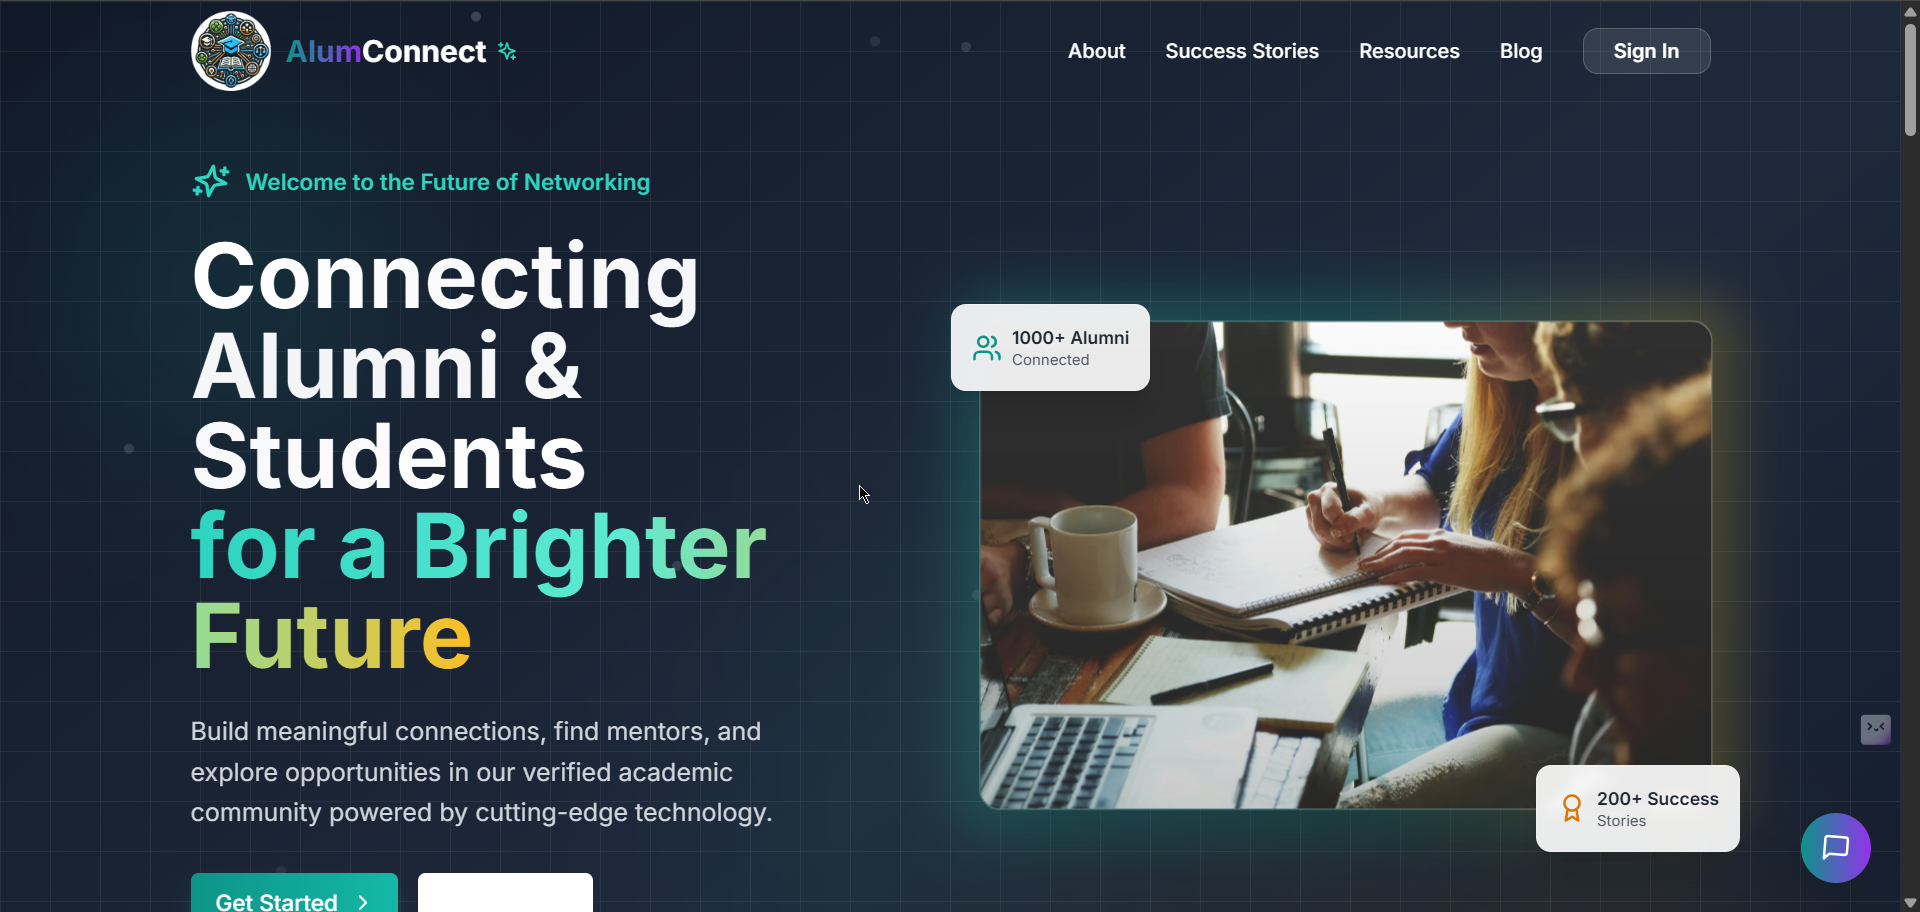 AlumConnect
About
Success Stories
Resources
Blog
Sign In
Welcome to the Future of Networking
Connecting
Alumni &
Students
for a Brighter
Future
Build meaningful connections, find mentors, and
explore opportunities in our verified academic
community powered by cutting-edge technology.
Get Started
1000+ Alumni
Connected
200+ Success
Stories